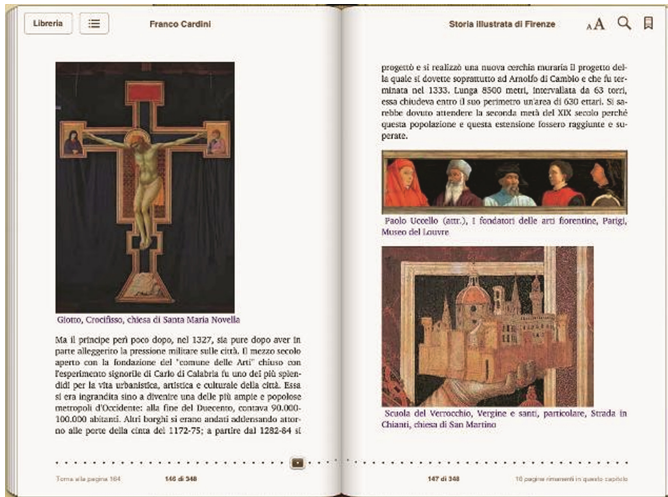 Libreria
Franco Cardini
Storia illustrata di Firenze
AA
Giotto, Crocifisso, chiesa di Santa Maria Novella
Ma il principe perì poco dopo, nel 1327, sia pure dopo aver in
parte alleggerito la pressione militare sulle città. Il mezzo secolo
aperto con la fondazione del "comune delle Arti" chiuso con
l'esperimento signorile di Carlo di Calabria fu uno dei più splen-
didi per la vita urbanistica, artistica e culturale della città. Essa
si era ingrandita sino a divenire una delle più ampie e popolose
metropoli d'Occidente: alla fine del Duecento, contava 90.000-
100.000 abitanti. Altri borghi si erano andati addensando attor-
no alle porte della cinta del 1172-75; a partire dal 1282-84 si
Torna alla pagina 164
146 di 348
progettò e si realizzò una nuova cerchia muraria il progetto del-
la quale si dovette soprattutto ad Arnolfo di Cambio e che fu ter-
minata nel 1333. Lunga 8500 metri, intervallata da 63 torri,
essa chiudeva entro il suo perimetro un'area di 630 ettari. Si sa-
rebbe dovuto attendere la seconda metà del XIX secolo perché
questa popolazione e questa estensione fossero raggiunte e su-
perate.
Paolo Uccello (attr.), I fondatori delle arti fiorentine, Parigi,
Museo del Louvre
Scuola del Verrocchio, Vergine e santi, particolare, Strada in
Chianti, chiesa di San Martino
147 di 348
10 pagine rimanenti in questo capitolo